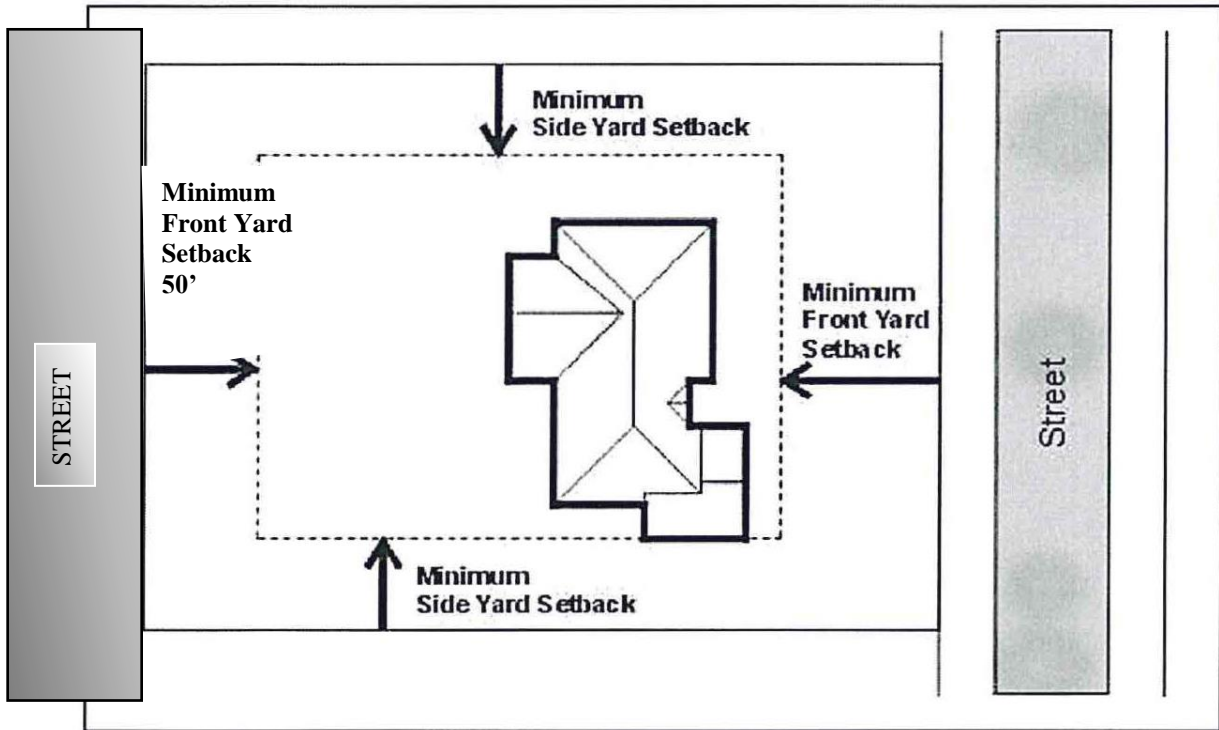 Minimum
Side Yard Setback
Minimum
Front Yard
Setback
50’
STREET
Minimum
Front Yard
Setback
Street
Minimum
Side Yard Setback